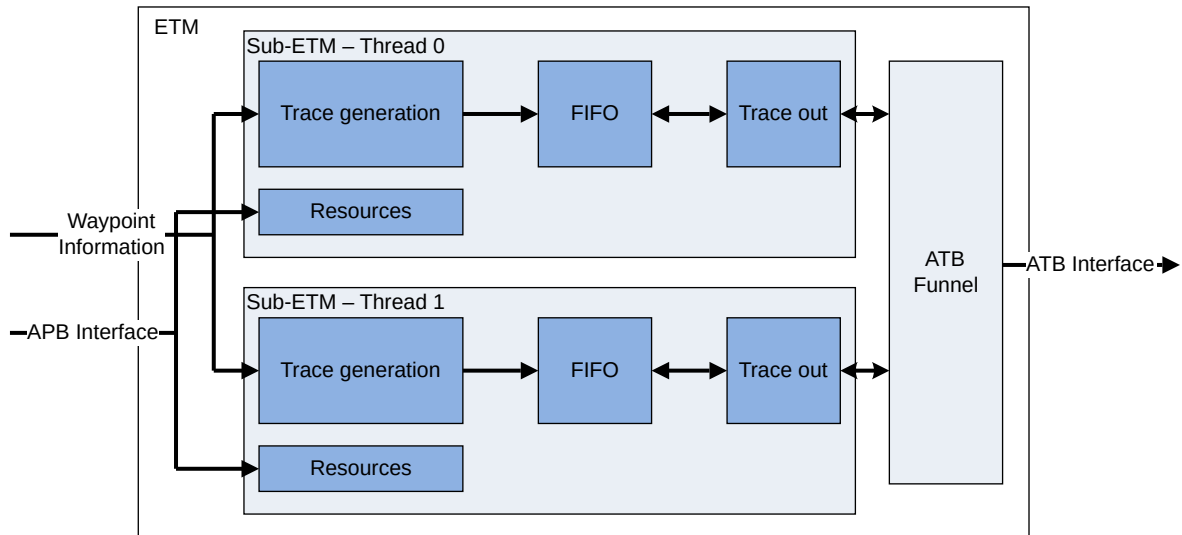 ETM
Sub-ETM – Thread 0
Trace generation
FIFO
Trace out
Resources
Waypoint
Information
ATB
Funnel
ATB Interface
Sub-ETM – Thread 1
APB Interface
Trace generation
FIFO
Trace out
Resources